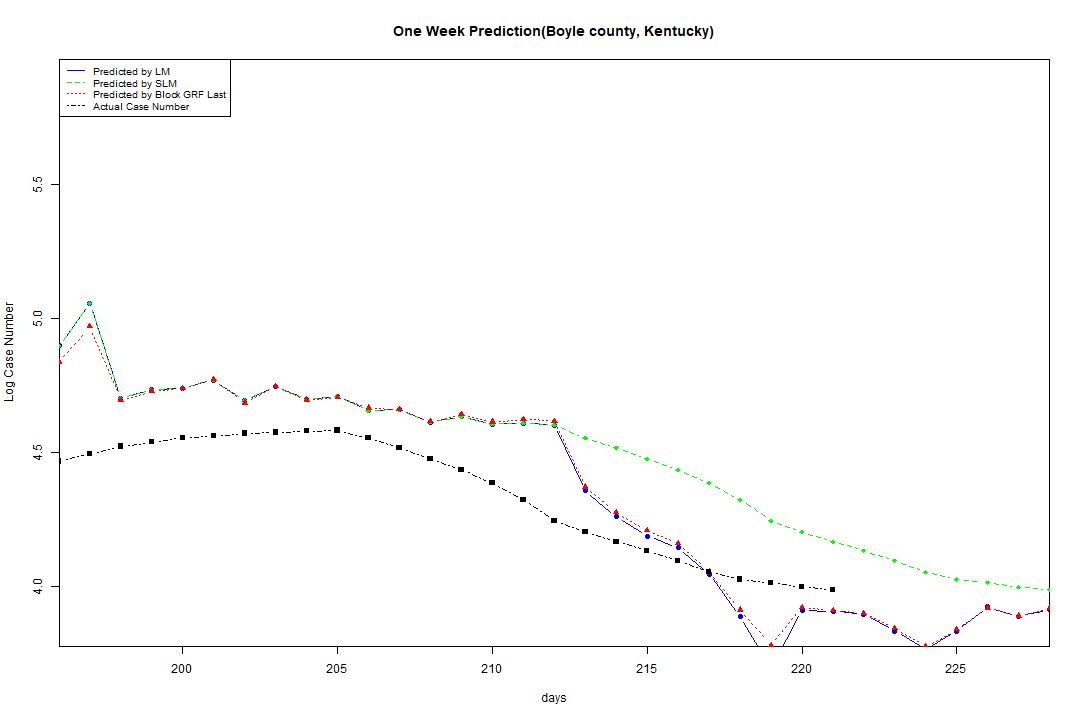 One Week Prediction(Boyle county, Kentucky)
Predicted by LM
Predicted by SLM
Predicted by Block GRF Last
Actual Case Number
Log Case Number
5.5
5.0
4.5
4.0
200 205 210 215 220 225
days